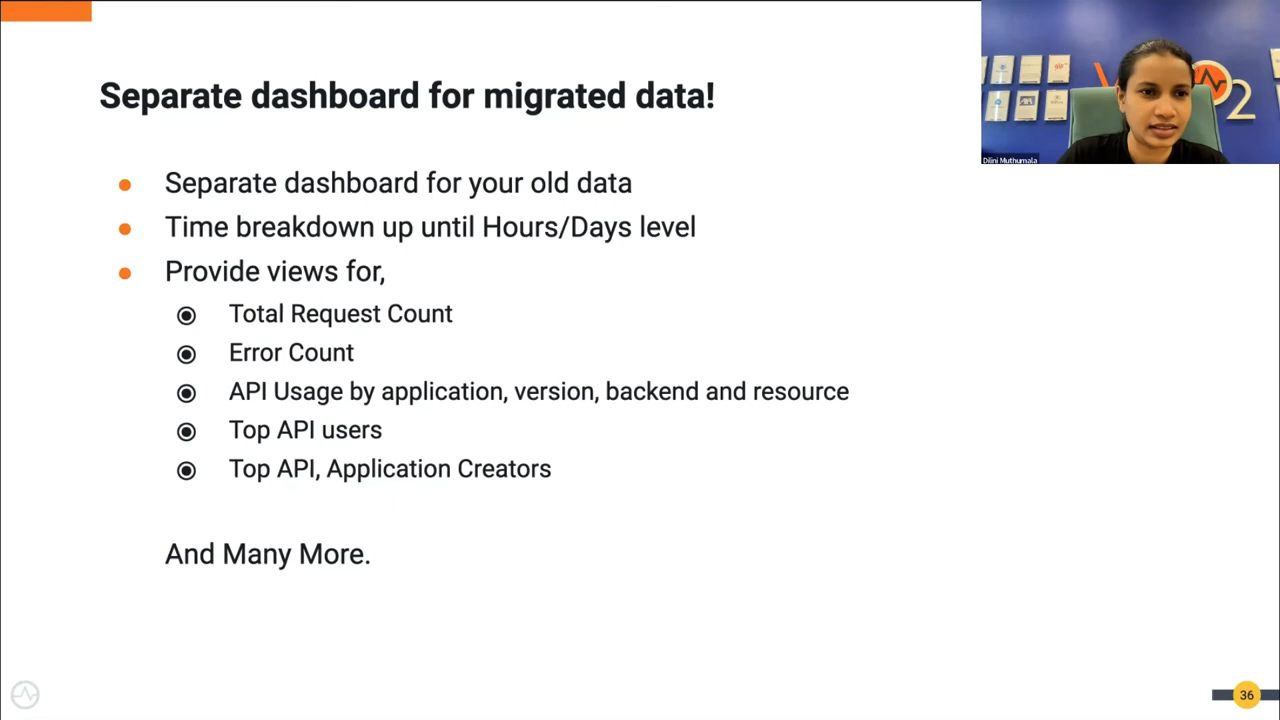 Separate dashboard for migrated data!
Separate dashboard for your old data
Time breakdown up until Hours/Days level
Provide views for,
Total Request Count
Error Count
API Usage by application, version, backend and resource
Top API users
Top API, Application Creators
And Many More.
Dilini Muthumala
36